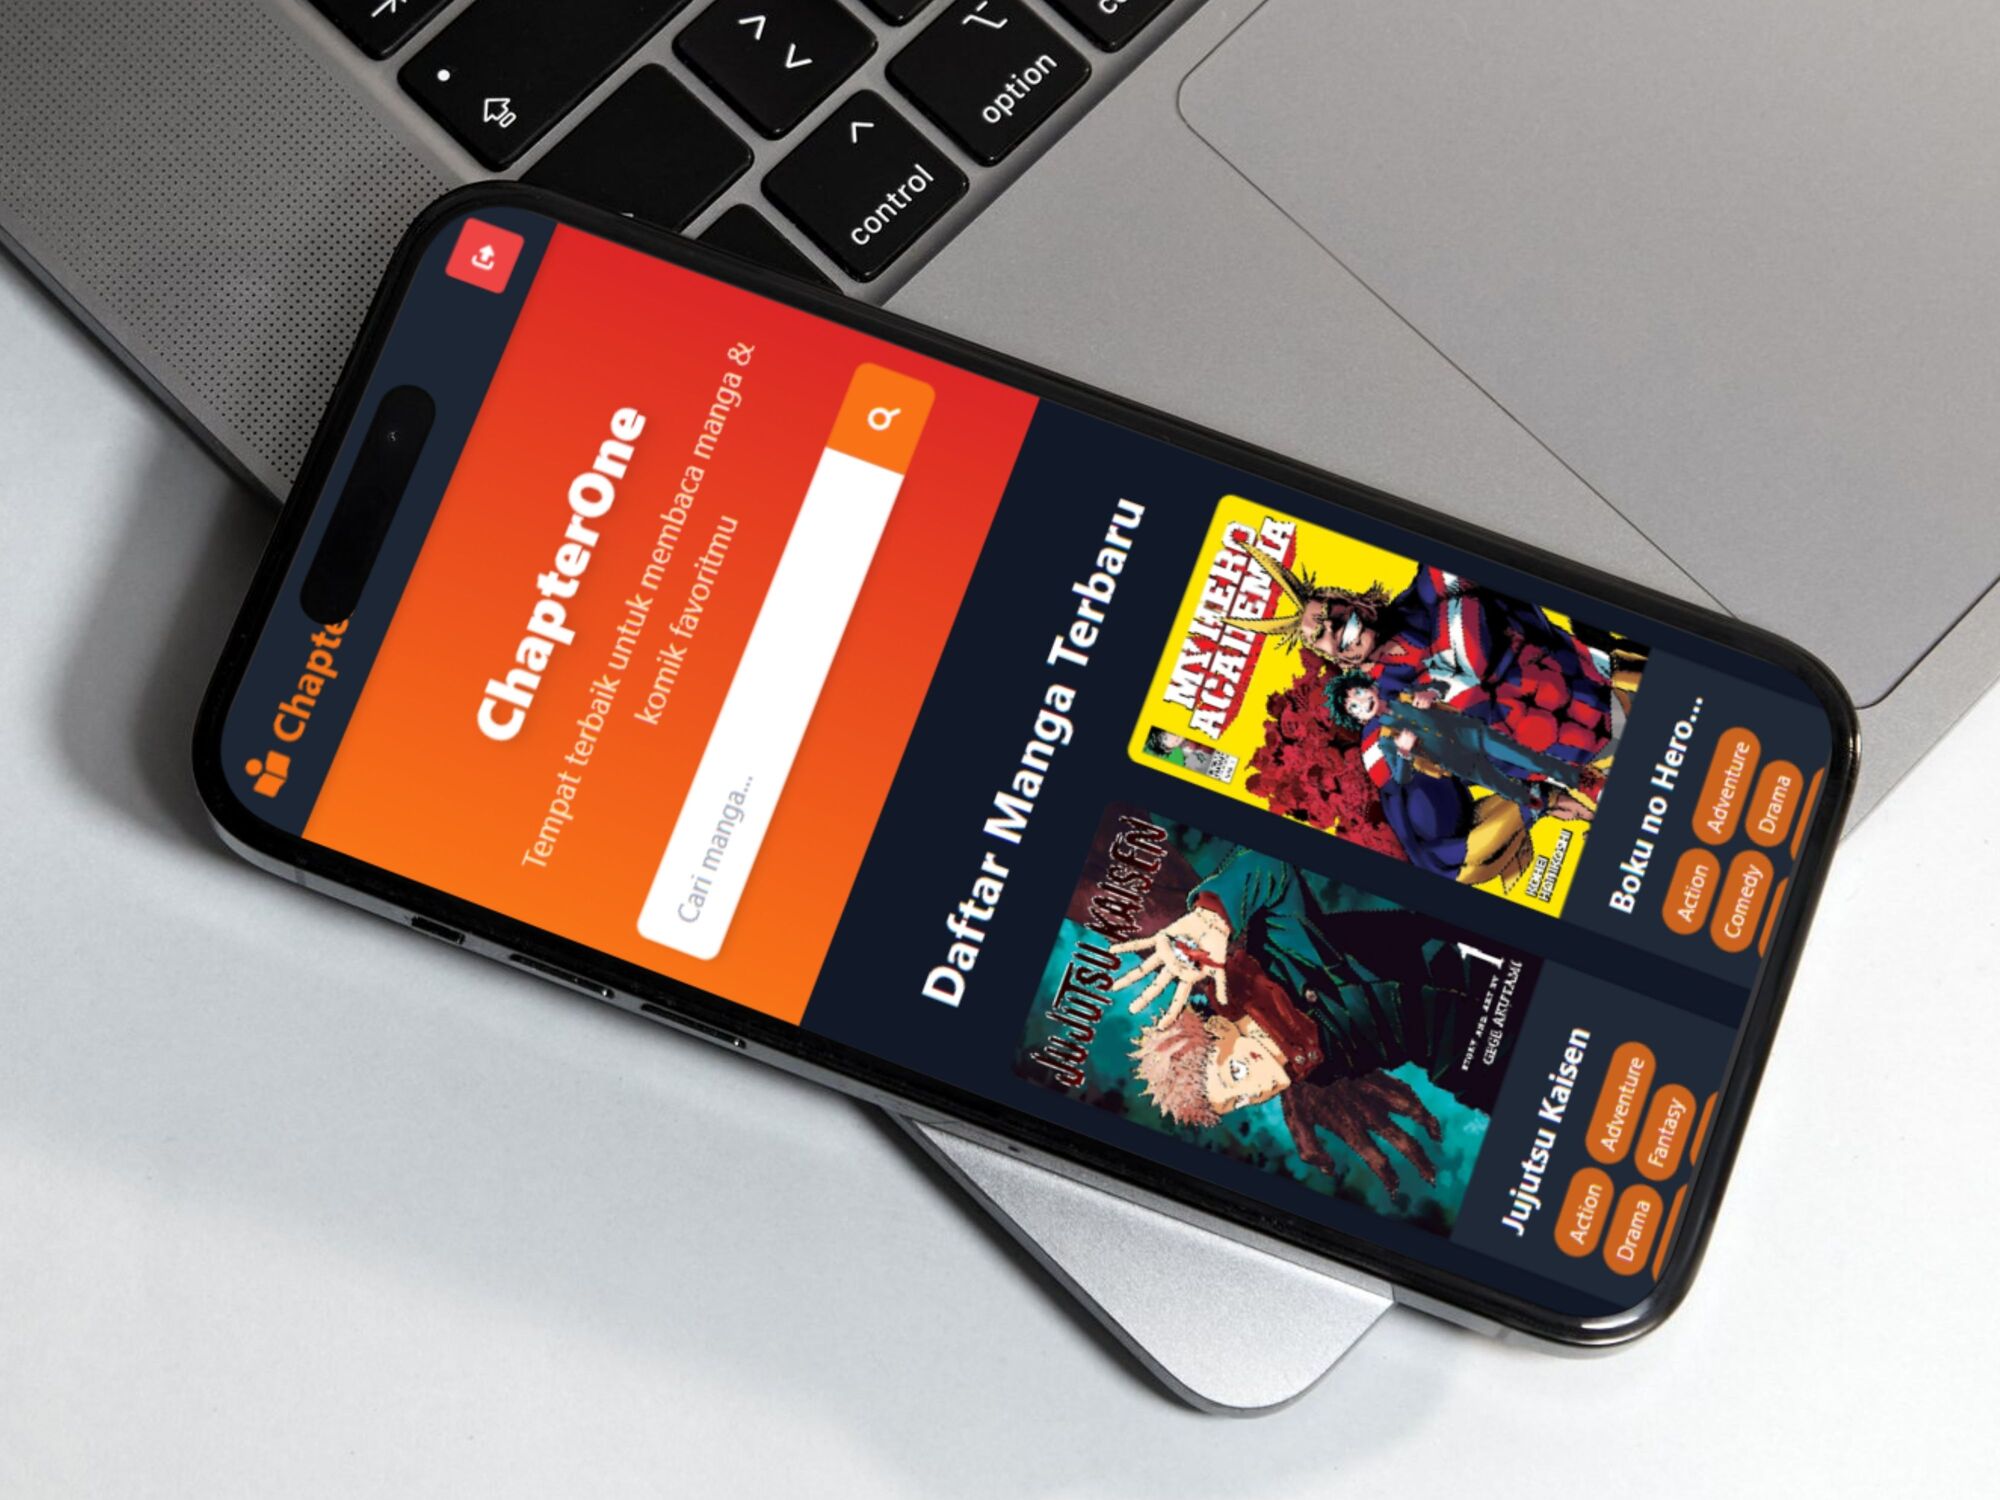 option
control
Chapte
ChapterOne
Tempat terbaik untuk membaca manga &
komik favoritmu
Cari manga...
Daftar Manga Terbaru
JUJUTSU KAISEN
1
STORY AND ART BY
GEGE AKUTAMI
Jujutsu Kaisen
Action
Adventure
Drama
Fantasy
MY HERO
ACADEMIA
KOHEI
HORIKOSHI
Boku no Hero...
Action
Adventure
Comedy
Drama